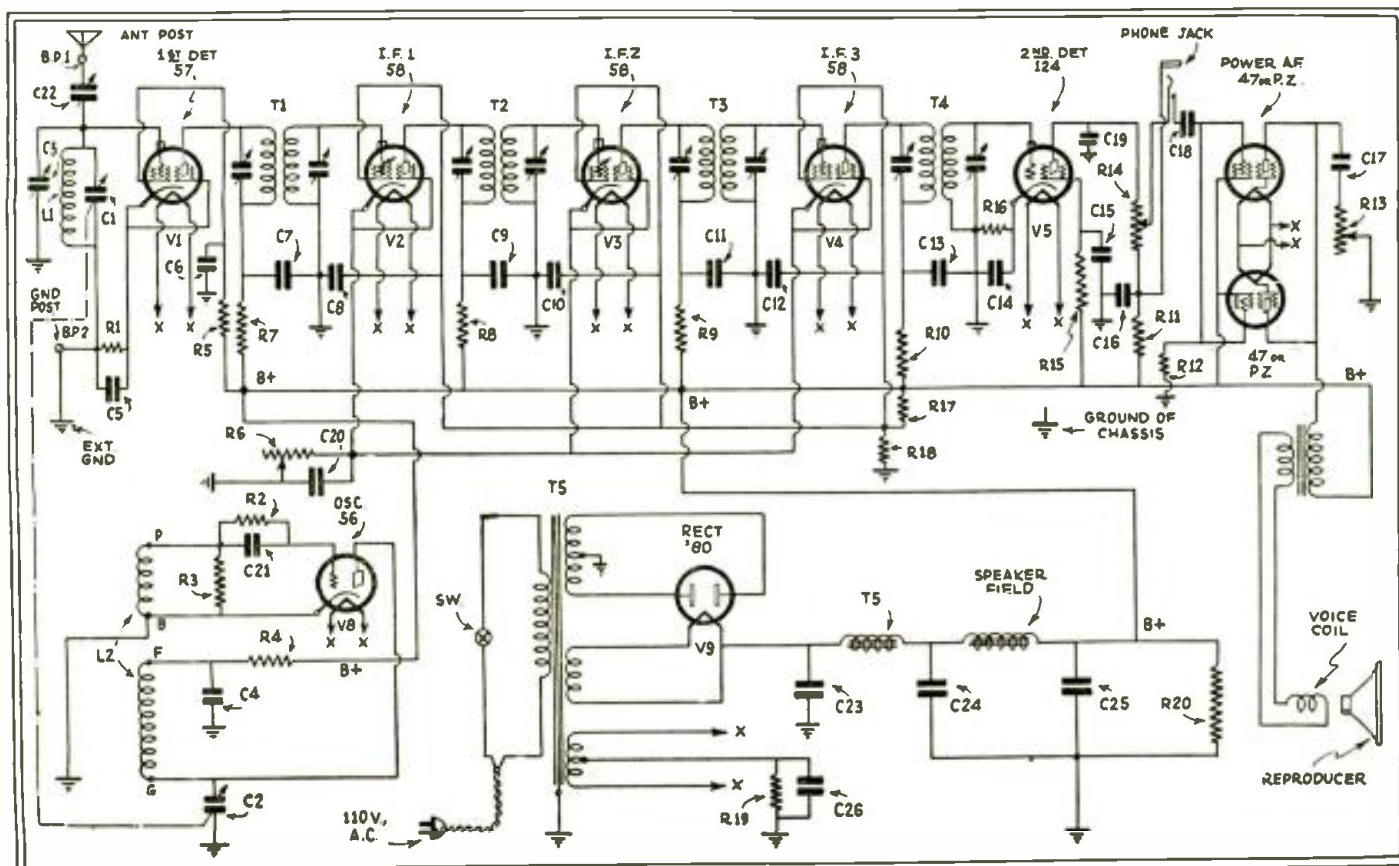 ANT POST
B.P.1
1ST DET
57
I.F.1
58
I.F.2
58
I.F.3
58
2ND. DET
124
PHONE JACK
POWER A.F
47 OR P.Z.
C22
T1
T2
T3
T4
C19
C18
C17
C3
L1
C1
V1
V2
V3
V4
V5
R14
R16
R13
C15
C6
C7
C8
C9
C10
C11
C12
C13
C14
C16
X
X
X
X
X
X
X
X
X
X
X
X
GND
POST
B.P.2
R1
C5
R5
R7
R8
R9
R10
R15
R11
R12
47 OR
P.Z
EXT.
GND
B+
B+
B+
R17
R18
GROUND OF
CHASSIS
R6
C20
OSC
56
R2
C21
R3
P
B
L2
V8
X
X
F
R4
B+
C4
G
C2
T5
SW
110V,
A.C.
RECT
'80
V9
X
X
R19
C26
T5
SPEAKER
FIELD
B+
C23
C24
C25
R20
VOICE
COIL
REPRODUCER